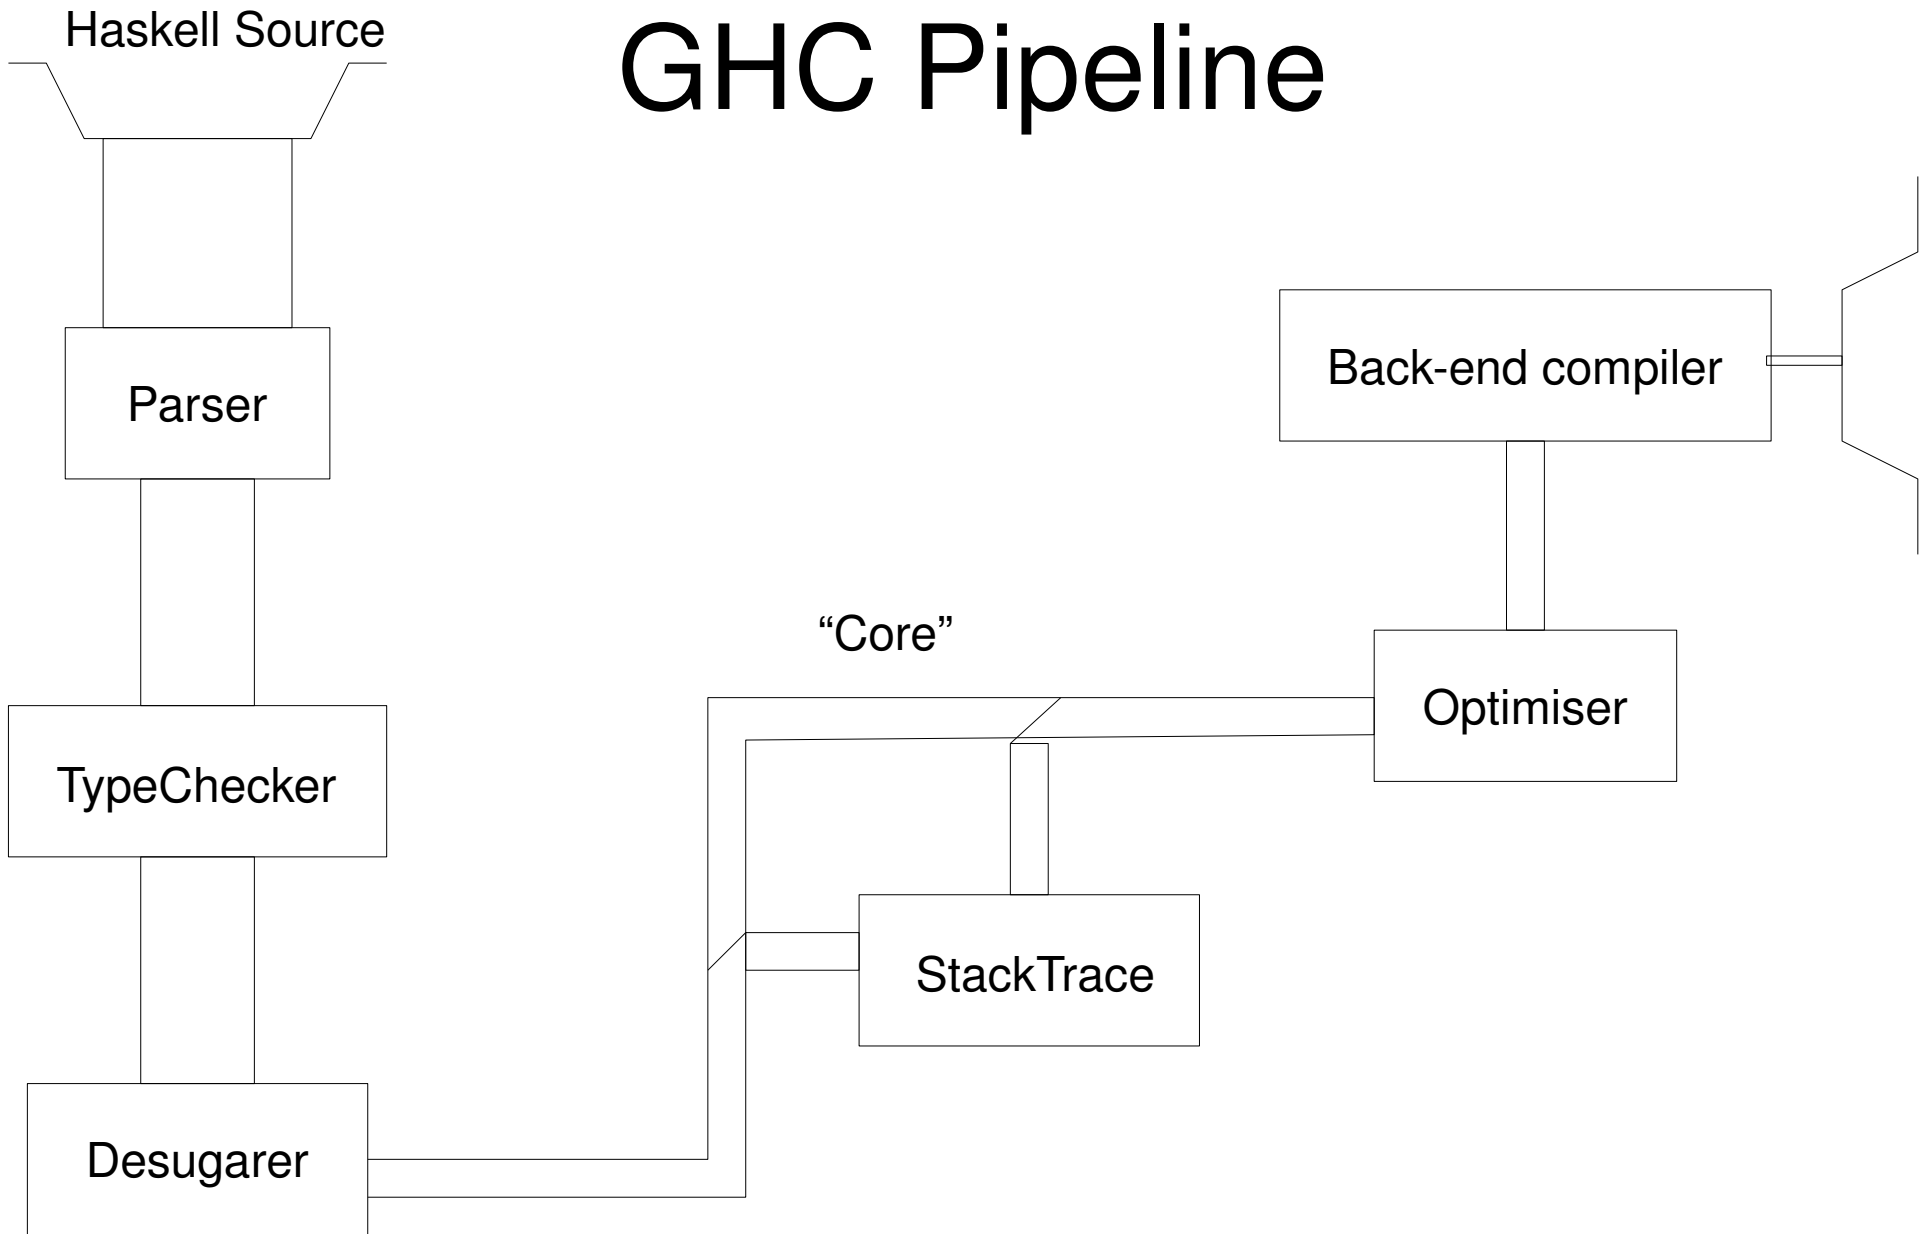 Haskell Source
GHC Pipeline
Parser
TypeChecker
Desugarer
“Core”
StackTrace
Optimiser
Back-end compiler